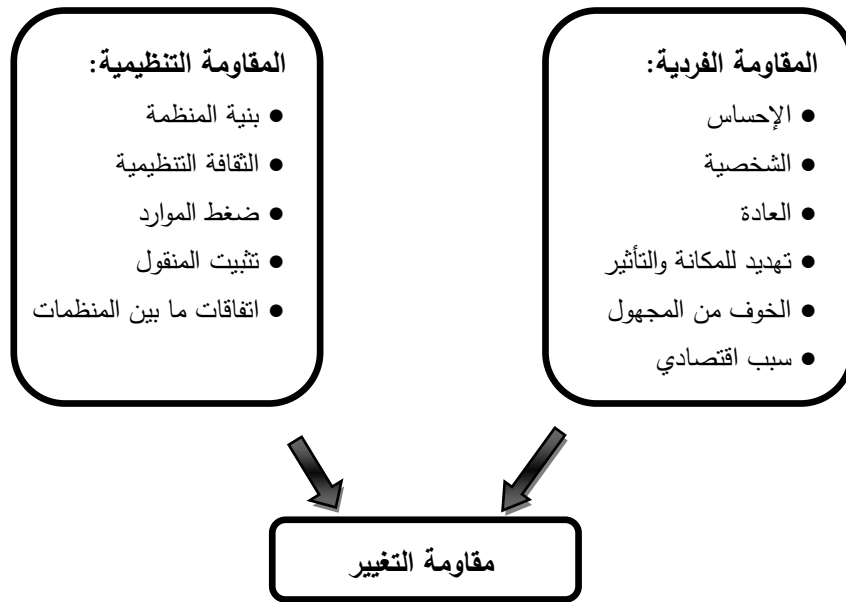 المقاومة الفردية:
● الإحساس
● الشخصية
● العادة
● تهديد للمكانة والتأثير
● الخوف من المجهول
● سبب اقتصادي
المقاومة التنظيمية:
● بنية المنظمة
● الثقافة التنظيمية
● ضغط الموارد
● تثبيت المنقول
● اتفاقات ما بين المنظمات
مقاومة التغيير